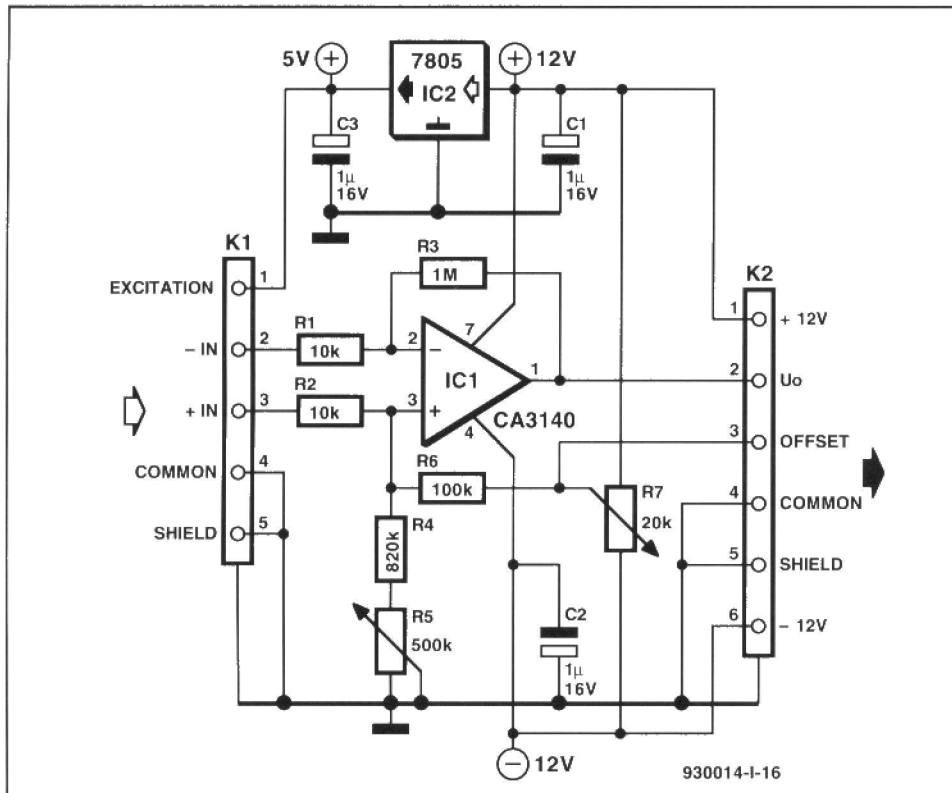 5V
+
7805
IC2
+
12V
C3
1µ
16V
C1
1µ
16V
K1
EXCITATION
1
– IN
2
+ IN
3
COMMON
4
SHIELD
5
R1
10k
R2
10k
R3
1M
2
–
3
+
7
IC1
1
4
CA3140
R6
100k
R4
820k
R5
500k
R7
20k
C2
1µ
16V
K2
1
+ 12V
2
Uo
3
OFFSET
4
COMMON
5
SHIELD
6
– 12V
–
12V
930014-I-16